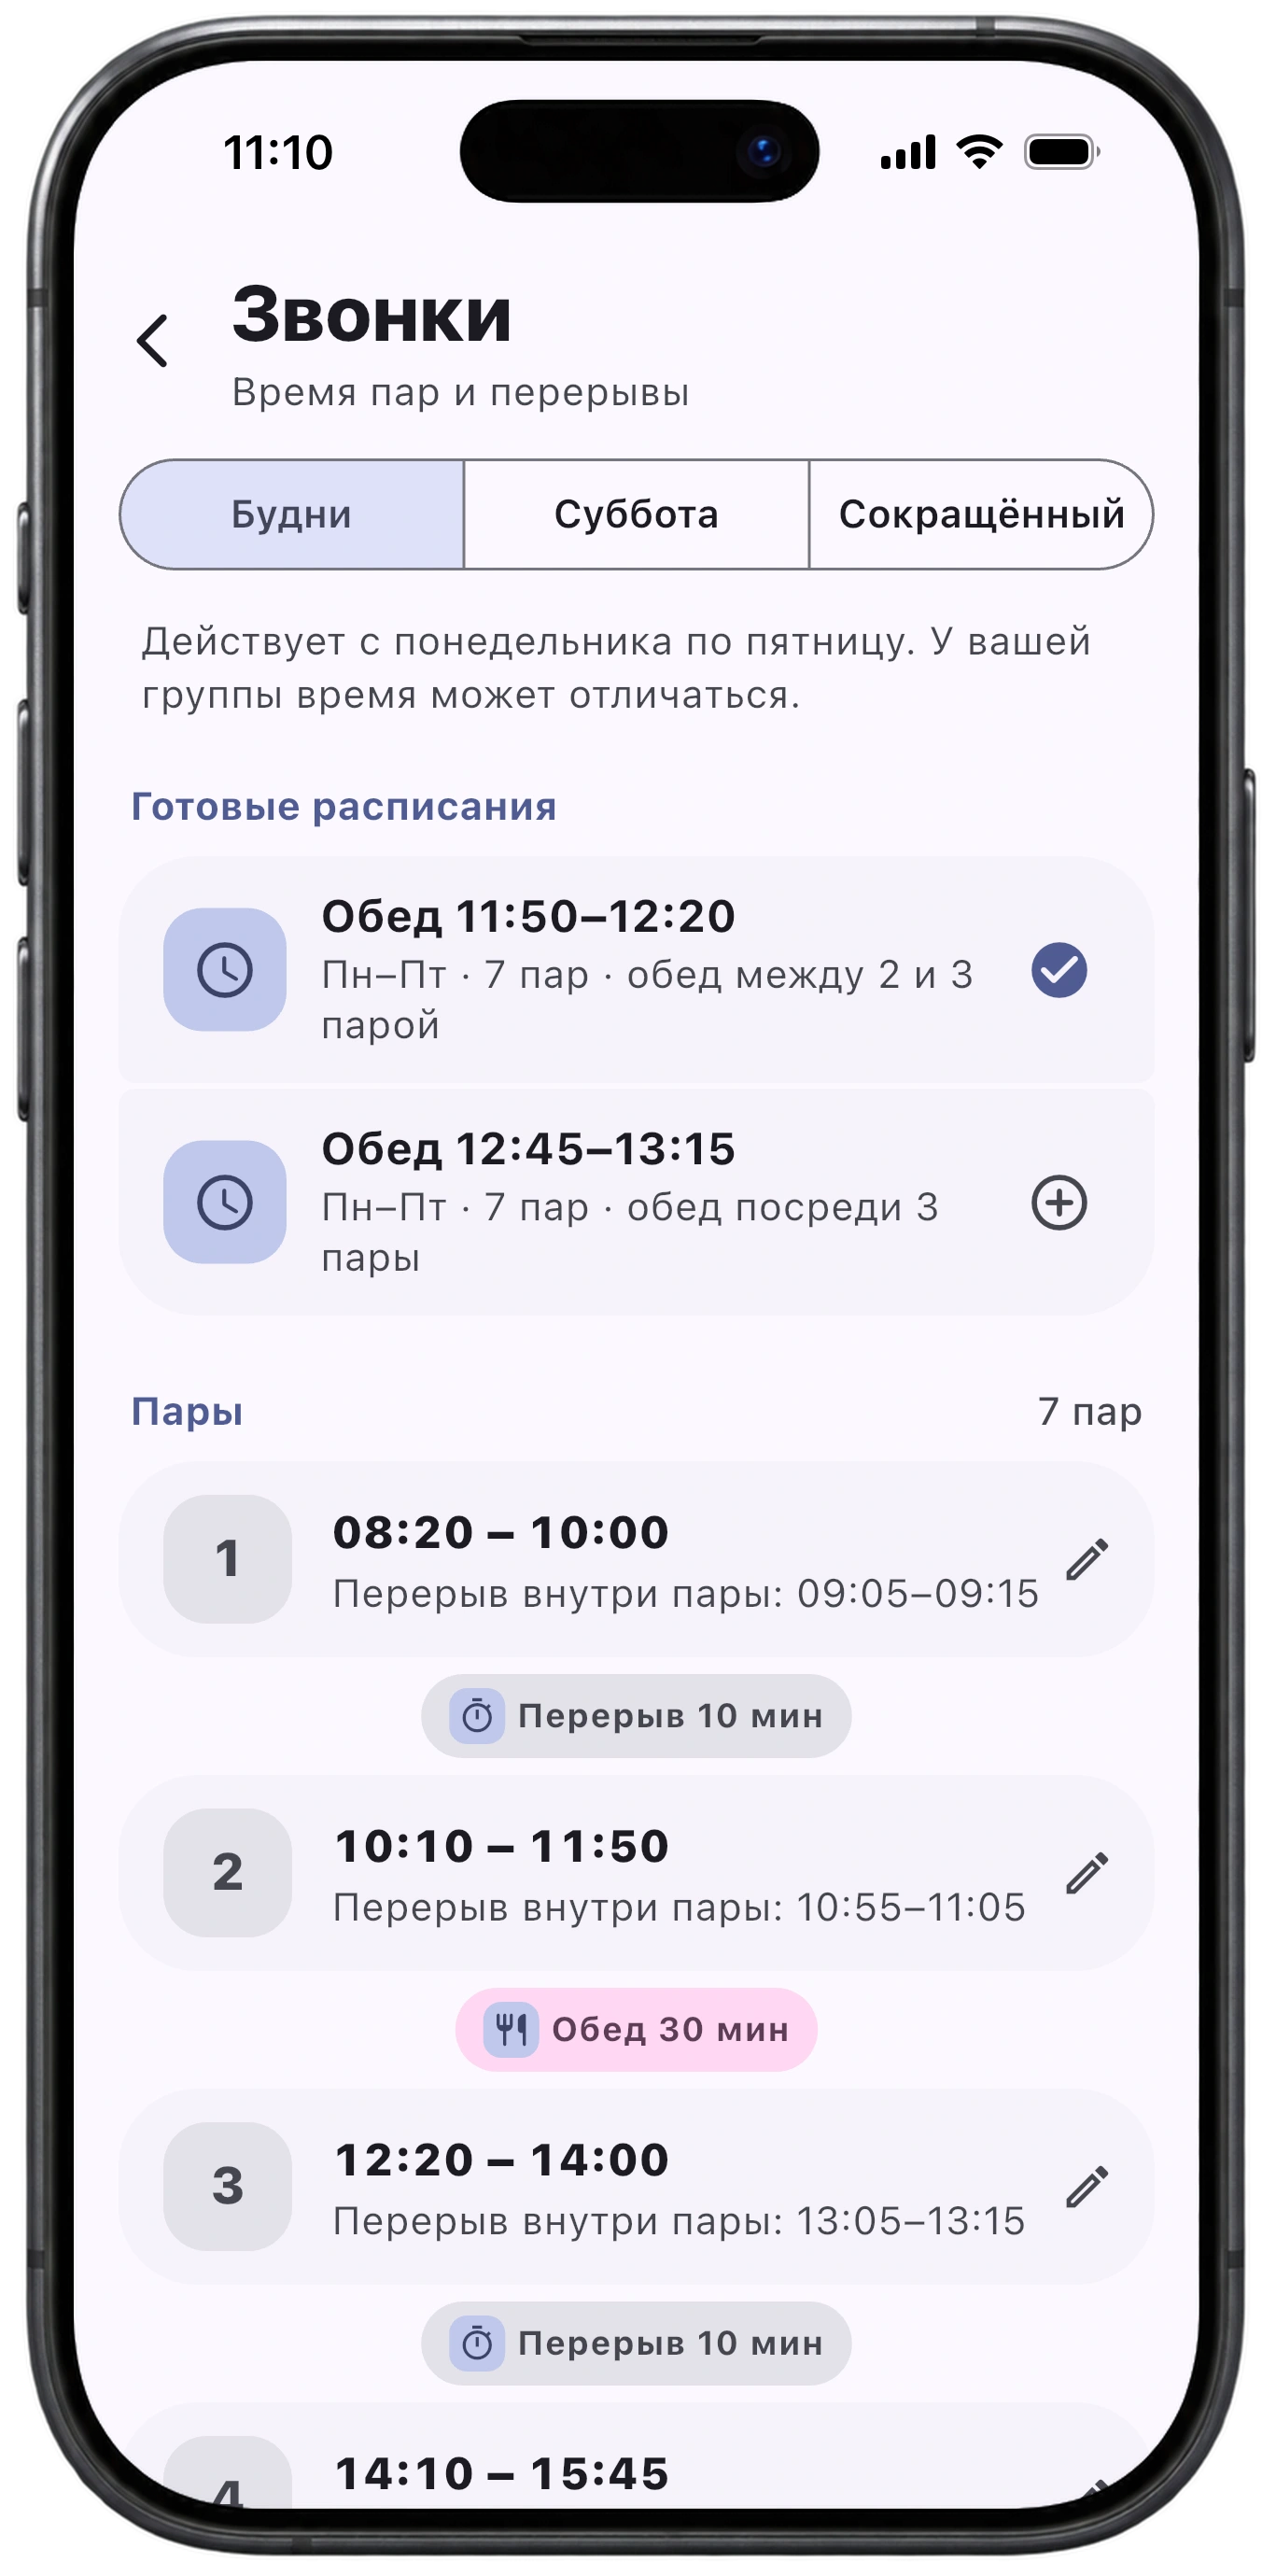 11:10
Звонки
Время пар и перерывы
Будни
Суббота
Сокращённый
Действует с понедельника по пятницу. У вашей
группы время может отличаться.
Готовые расписания
Обед 11:50–12:20
Пн–Пт · 7 пар · обед между 2 и 3
парой
Обед 12:45–13:15
Пн–Пт · 7 пар · обед посреди 3
пары
Пары
7 пар
1
08:20 – 10:00
Перерыв внутри пары: 09:05–09:15
Перерыв 10 мин
2
10:10 – 11:50
Перерыв внутри пары: 10:55–11:05
Обед 30 мин
3
12:20 – 14:00
Перерыв внутри пары: 13:05–13:15
Перерыв 10 мин
4
14:10 – 15:45